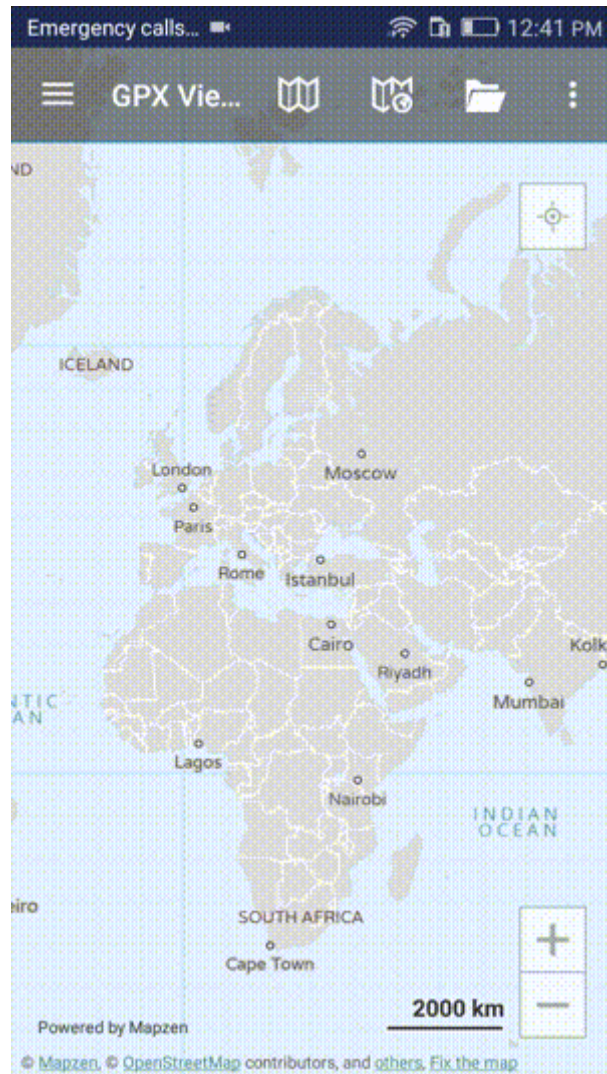 Emergency calls... 12:41 PM
GPX Vie...
ND
ICELAND
London
Moscow
Paris
Rome
Istanbul
Cairo
Kolk
Riyadh
Mumbai
NTIC
AN
Lagos
Nairobi
INDIAN
OCEAN
eiro
SOUTH AFRICA
Cape Town
2000 km
Powered by Mapzen
© Mapzen, © OpenStreetMap contributors, and others, Fix the map